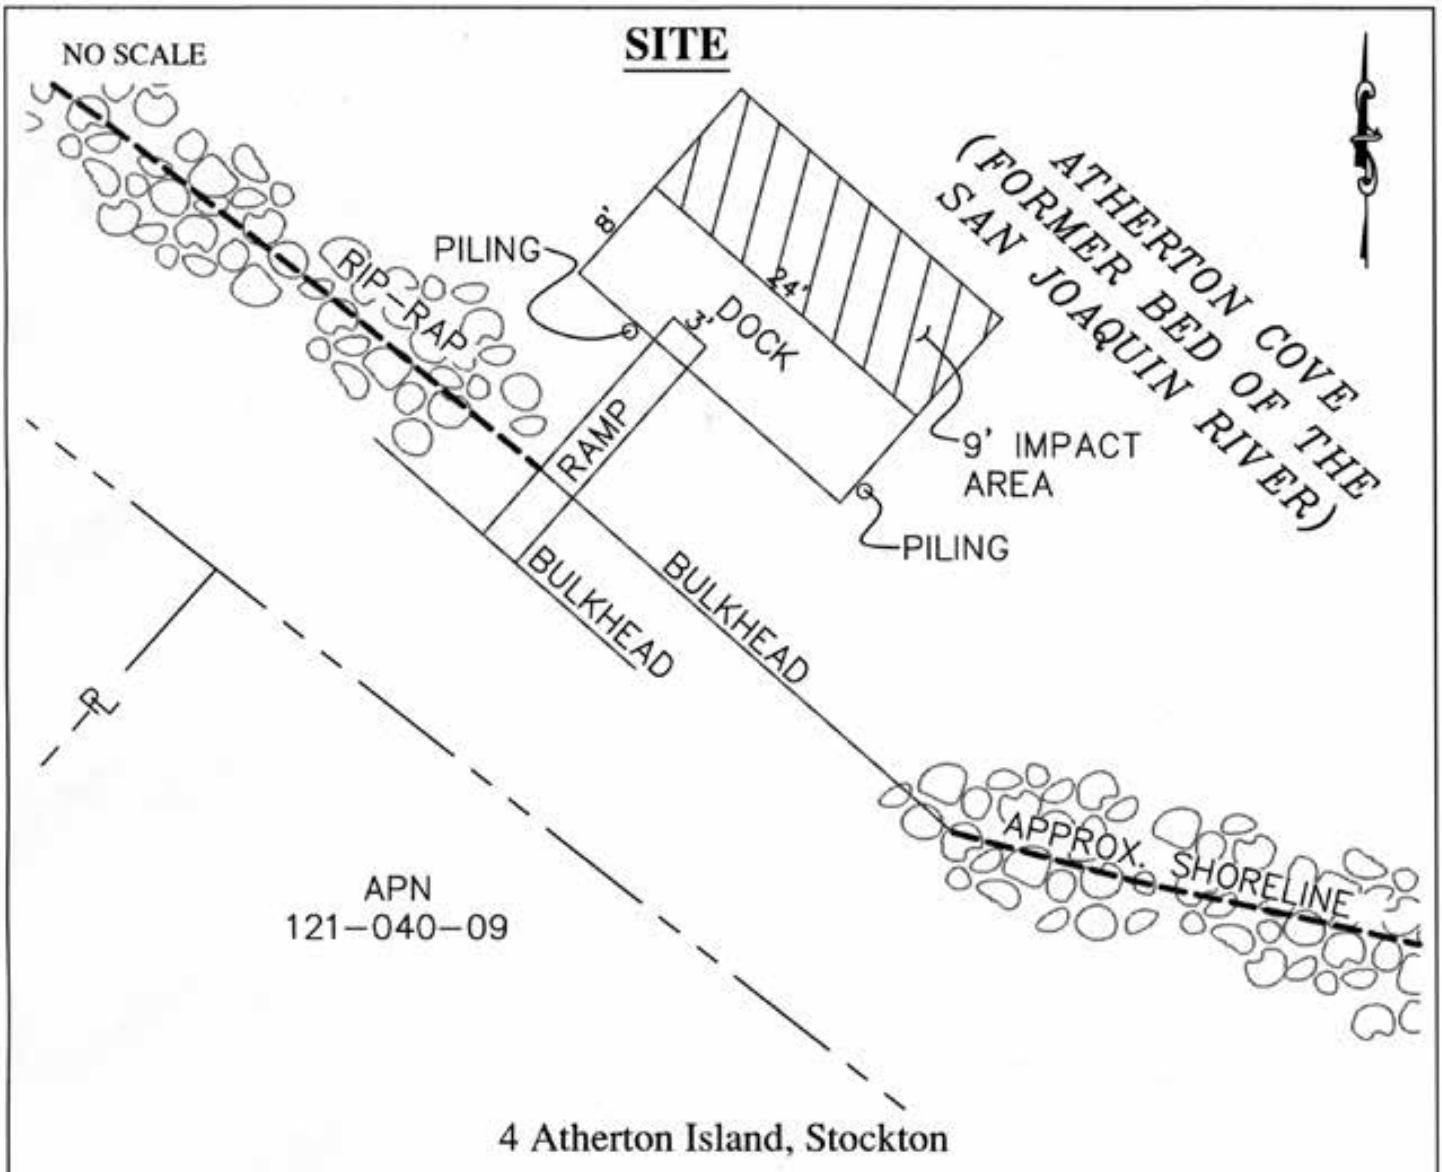 NO SCALE
SITE
ATHERTON COVE
(FORMER BED OF THE
SAN JOAQUIN RIVER)
PILING
8'
RIP-RAP
24'
3'
DOCK
RAMP
9' IMPACT
AREA
PILING
BULKHEAD
BULKHEAD
PL
APPROX. SHORELINE
APN
121-040-09
4 Atherton Island, Stockton